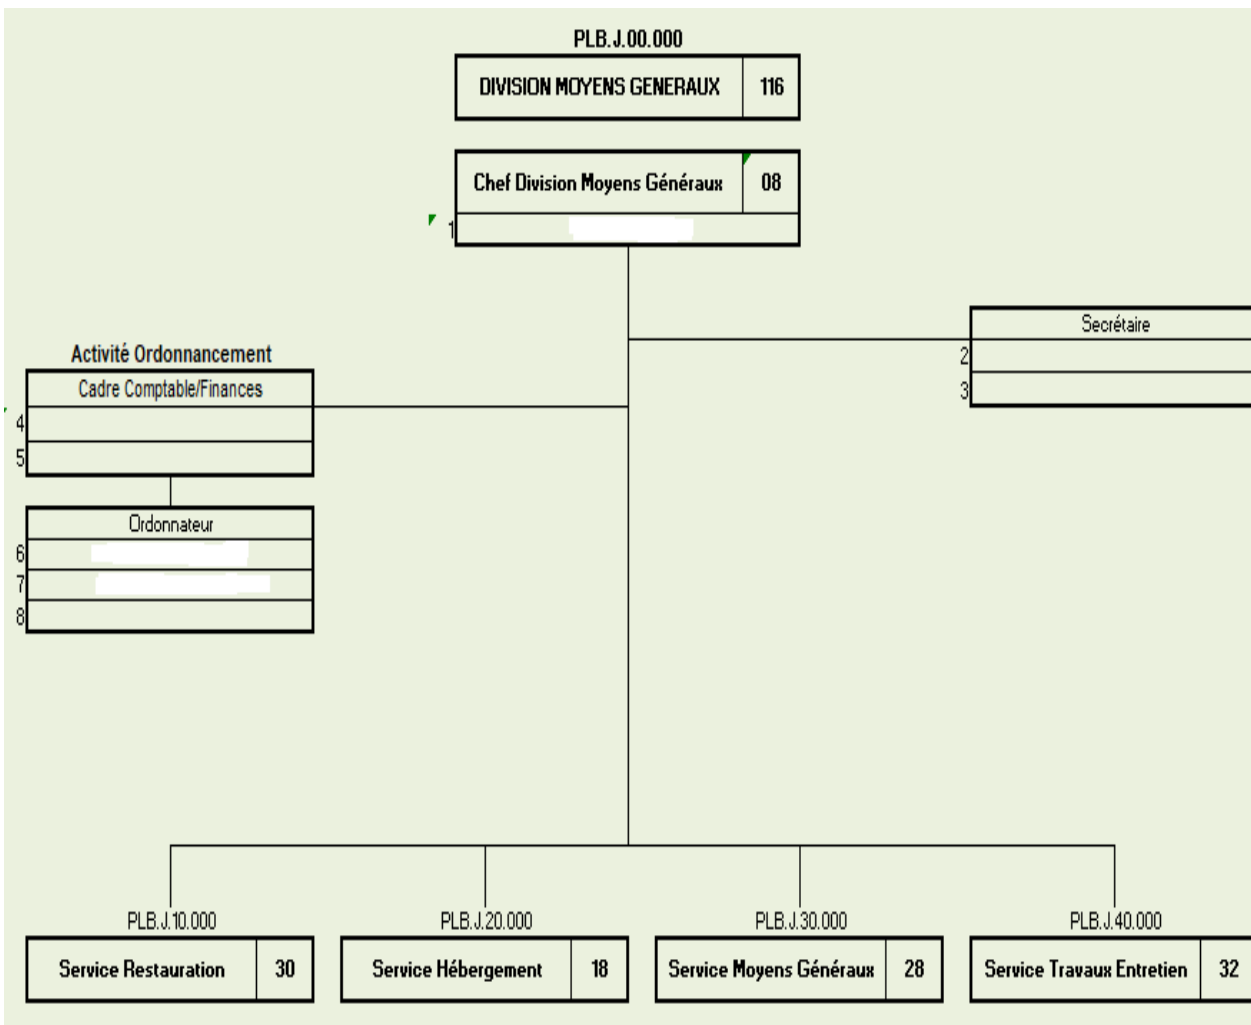 PLB.J.00.000
DIVISION MOYENS GENERAUX 116
Chef Division Moyens Généraux 08
1
Secrétaire
2
3
Activité Ordonnancement
Cadre Comptable/Finances
4
5
Ordonnateur
6
7
8
PLB.J.10.000
Service Restauration 30
PLB.J.20.000
Service Hébergement 18
PLB.J.30.000
Service Moyens Généraux 28
PLB.J.40.000
Service Travaux Entretien 32